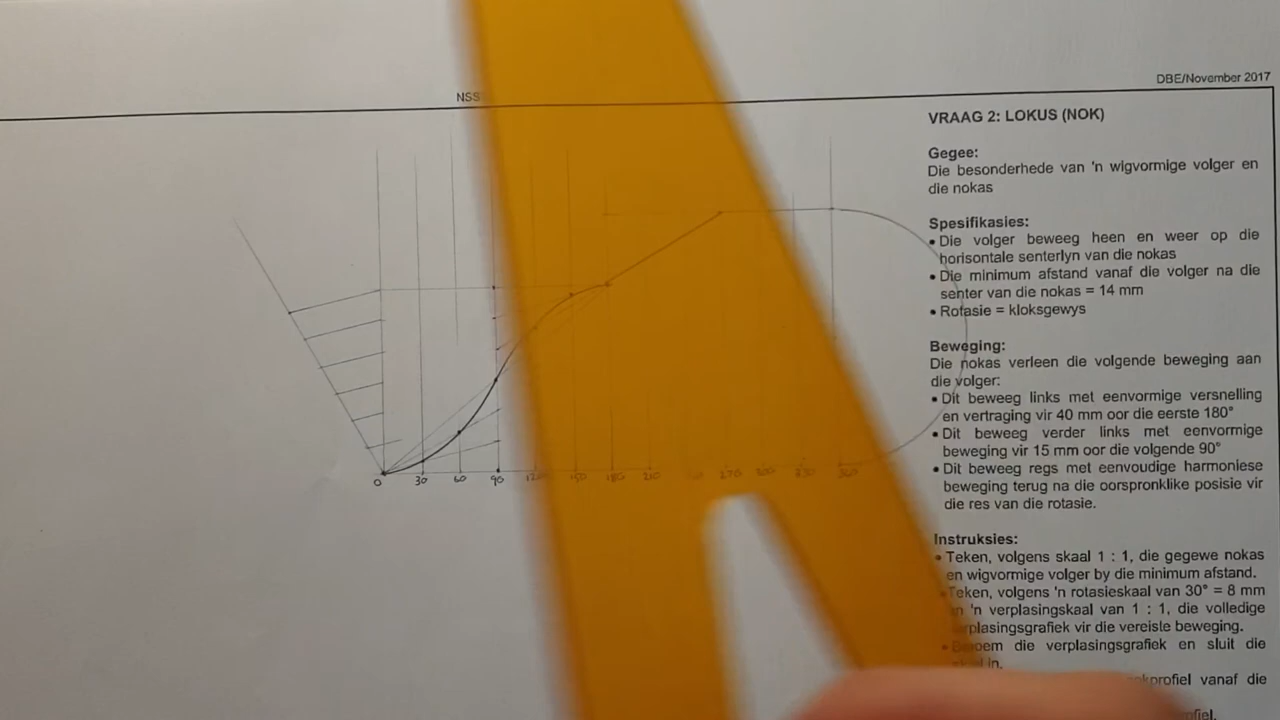 DBE/November 2017
NSS
VRAAG 2: LOKUS (NOK)
Gegee:
Die besonderhede van 'n wigvormige volger en
die nokas
Spesifikasies:
• Die volger beweeg heen en weer op die
horisontale senterlyn van die nokas
• Die minimum afstand vanaf die volger na die
senter van die nokas = 14 mm
• Rotasie = kloksgewys
Beweging:
Die nokas verleen die volgende beweging aan
die volger:
• Dit beweeg links met eenvormige versnelling
en vertraging vir 40 mm oor die eerste 180°
• Dit beweeg verder links met eenvormige
beweging vir 15 mm oor die volgende 90°
• Dit beweeg regs met eenvoudige harmoniese
beweging terug na die oorspronklike posisie vir
die res van die rotasie.
0 30 60 90 120 150 180 210 270 300 330 360
Instruksies:
• Teken, volgens skaal 1 : 1, die gegewe nokas
en wigvormige volger by die minimum afstand.
• Teken, volgens 'n rotasieskaal van 30° = 8 mm
'n verplasingskaal van 1 : 1, die volledige
verplasingsgrafiek vir die vereiste beweging.
• Benoem die verplasingsgrafiek en sluit die
in.
vanaf die